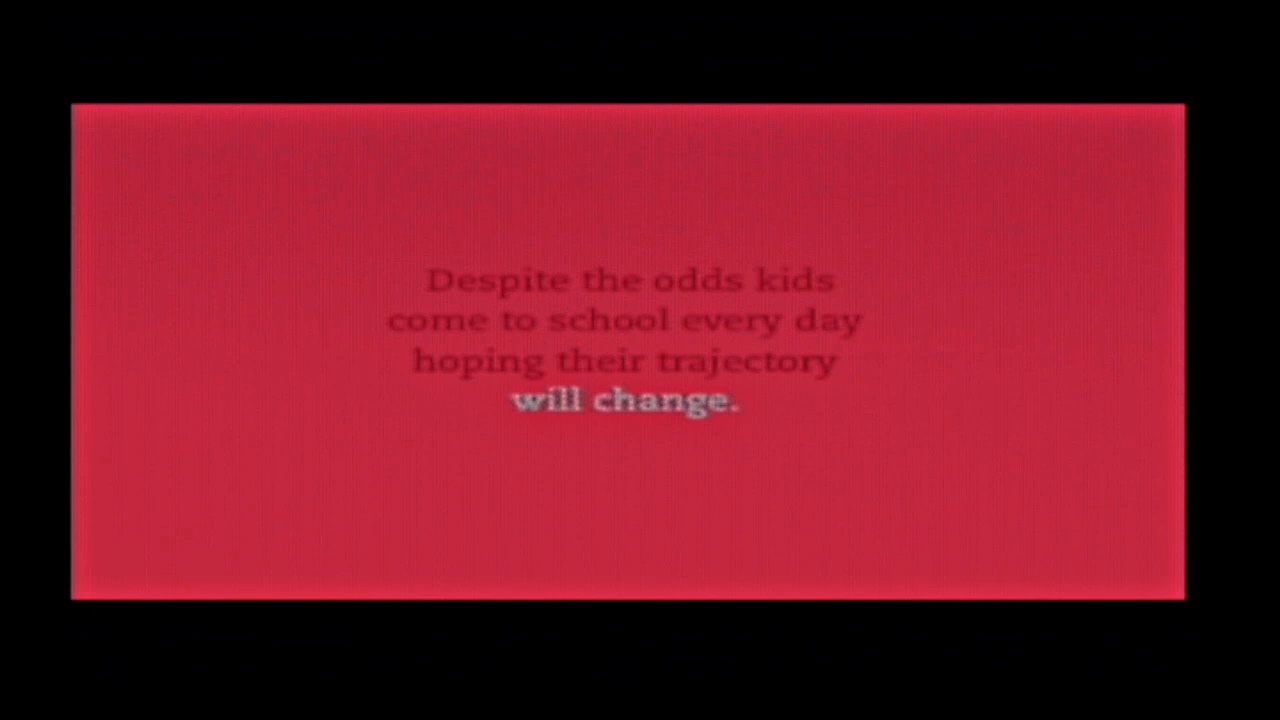 Despite the odds kids
come to school every day
hoping their trajectory
will change.